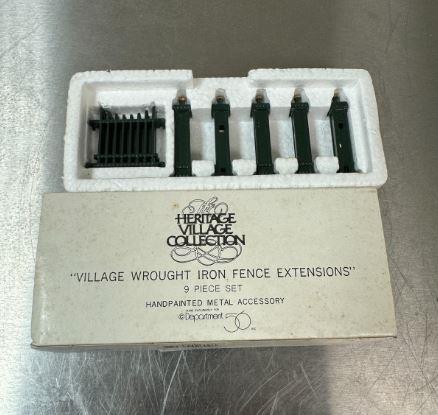 The
HERITAGE
VILLAGE
COLLECTION
"VILLAGE WROUGHT IRON FENCE EXTENSIONS"
9 PIECE SET
HANDPAINTED METAL ACCESSORY
©Department 56